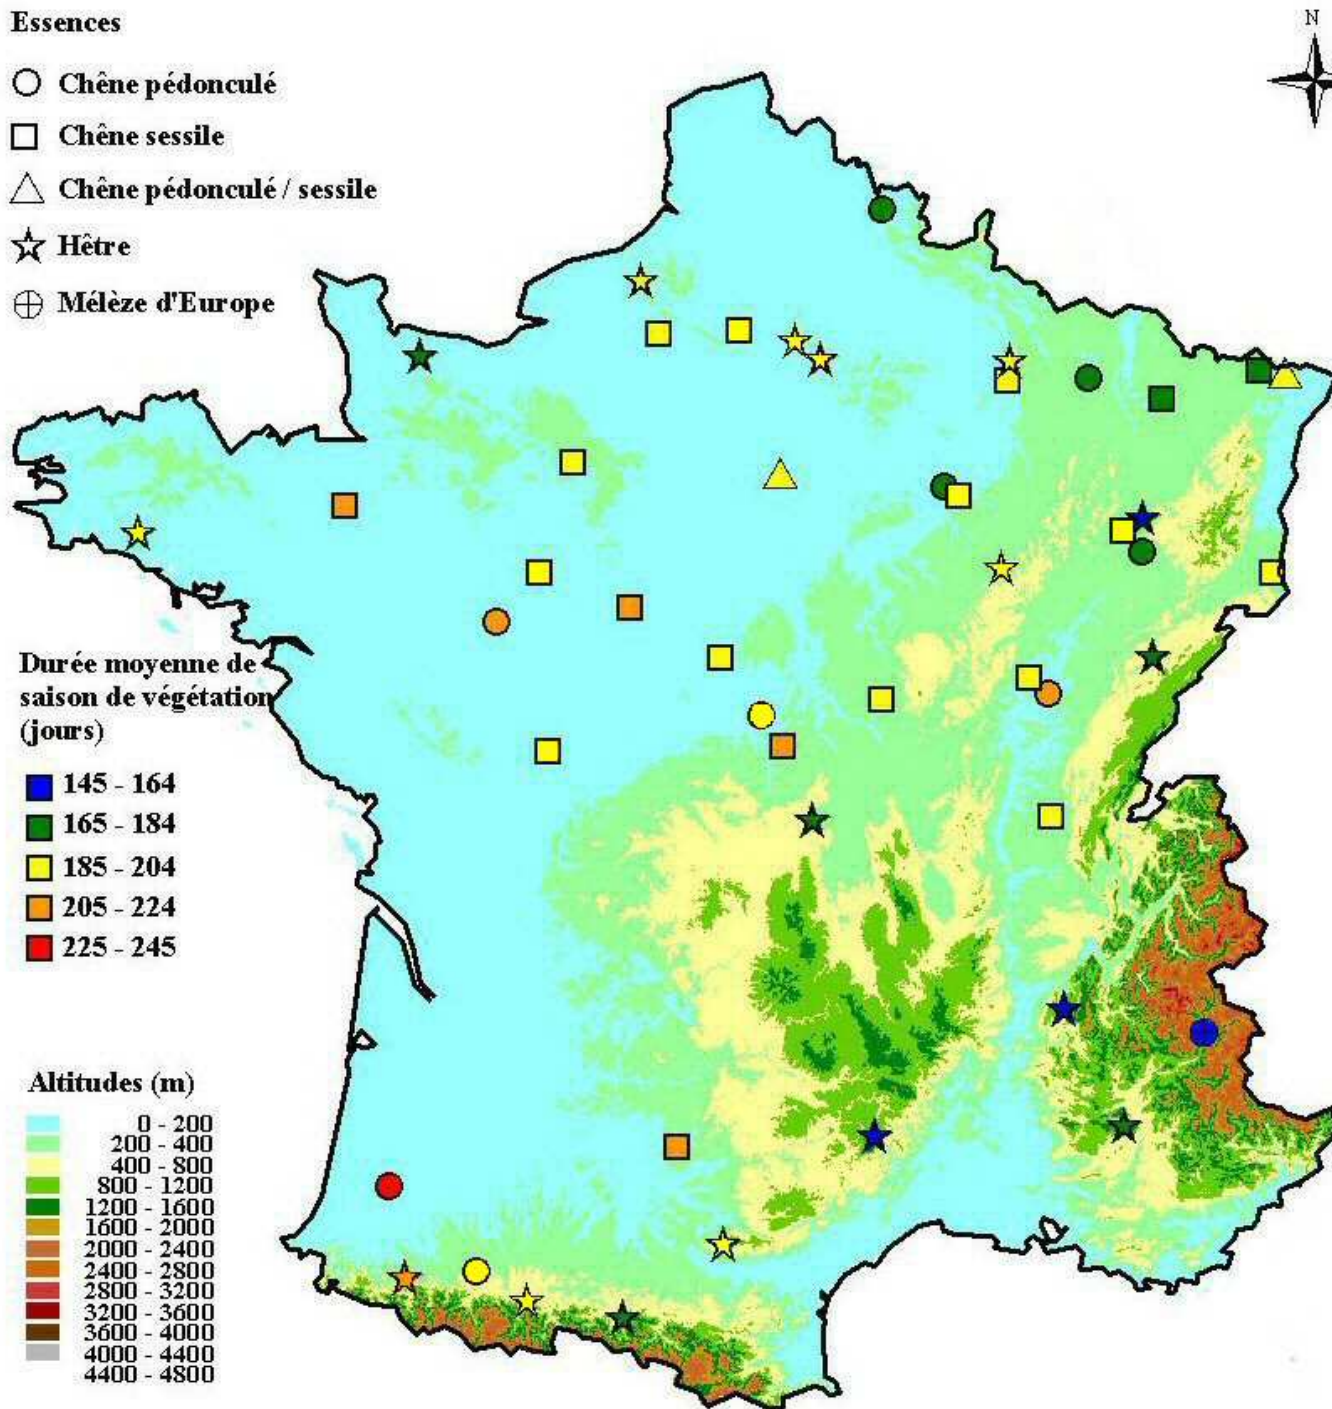 Essences
N
Chêne pédonculé
Chêne sessile
Chêne pédonculé / sessile
Hêtre
Mélèze d'Europe
Durée moyenne de
saison de végétation
(jours)
145 - 164
165 - 184
185 - 204
205 - 224
225 - 245
Altitudes (m)
0 - 200
200 - 400
400 - 800
800 - 1200
1200 - 1600
1600 - 2000
2000 - 2400
2400 - 2800
2800 - 3200
3200 - 3600
3600 - 4000
4000 - 4400
4400 - 4800